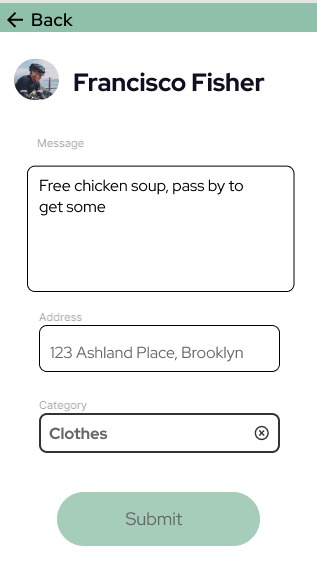 Back
Francisco Fisher
Message
Free chicken soup, pass by to
get some
Address
123 Ashland Place, Brooklyn
Category
Clothes
Submit